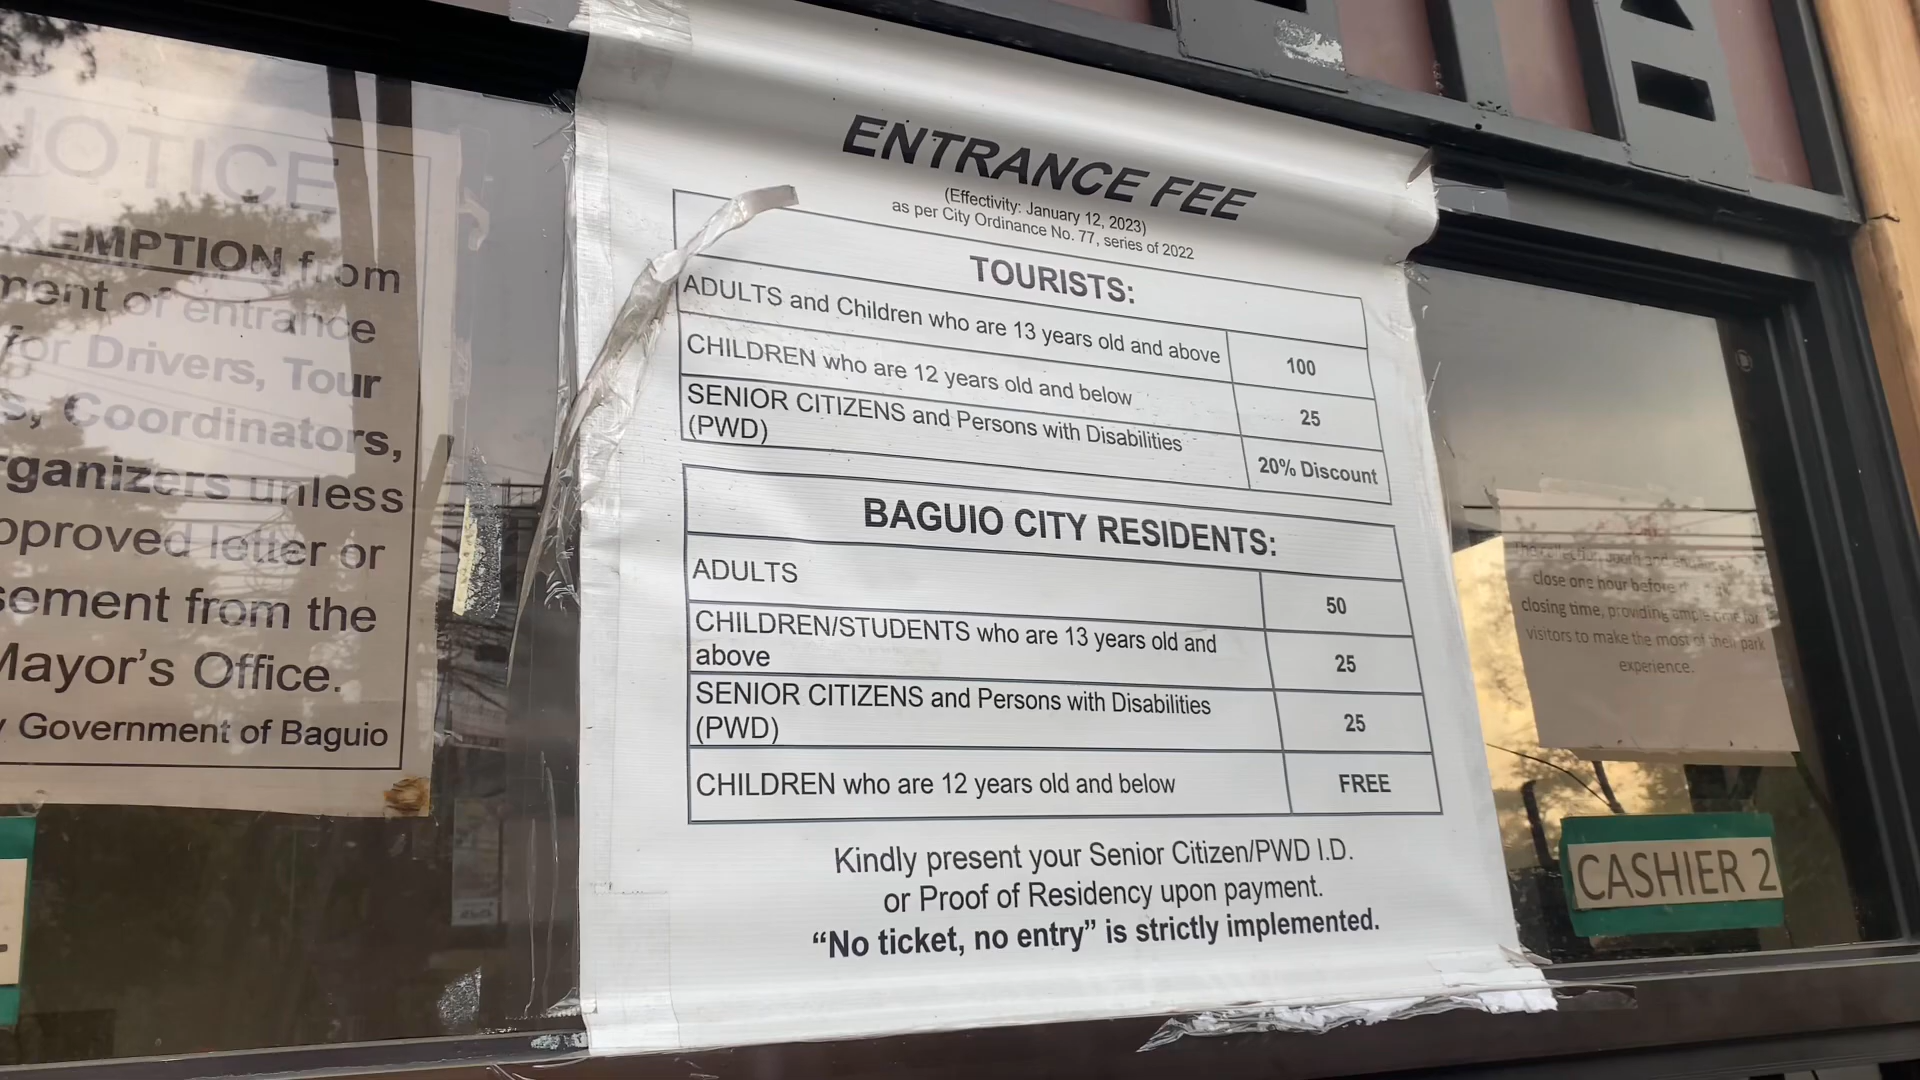 NOTICE
EXEMPTION from
ment of entrance
for Drivers, Tour
s, Coordinators,
rganizers unless
pproved letter or
sement from the
Mayor's Office.
y Government of Baguio
ENTRANCE FEE
(Effectivity: January 12, 2023)
as per City Ordinance No. 77, series of 2022
TOURISTS:
ADULTS and Children who are 13 years old and above 100
CHILDREN who are 12 years old and below 25
SENIOR CITIZENS and Persons with Disabilities
(PWD) 20% Discount
BAGUIO CITY RESIDENTS:
ADULTS 50
CHILDREN/STUDENTS who are 13 years old and
above 25
SENIOR CITIZENS and Persons with Disabilities
(PWD) 25
CHILDREN who are 12 years old and below FREE
Kindly present your Senior Citizen/PWD I.D.
or Proof of Residency upon payment.
“No ticket, no entry” is strictly implemented.
close one hour before
closing time, providing ample time for
visitors to make the most of their park
experience.
CASHIER 2